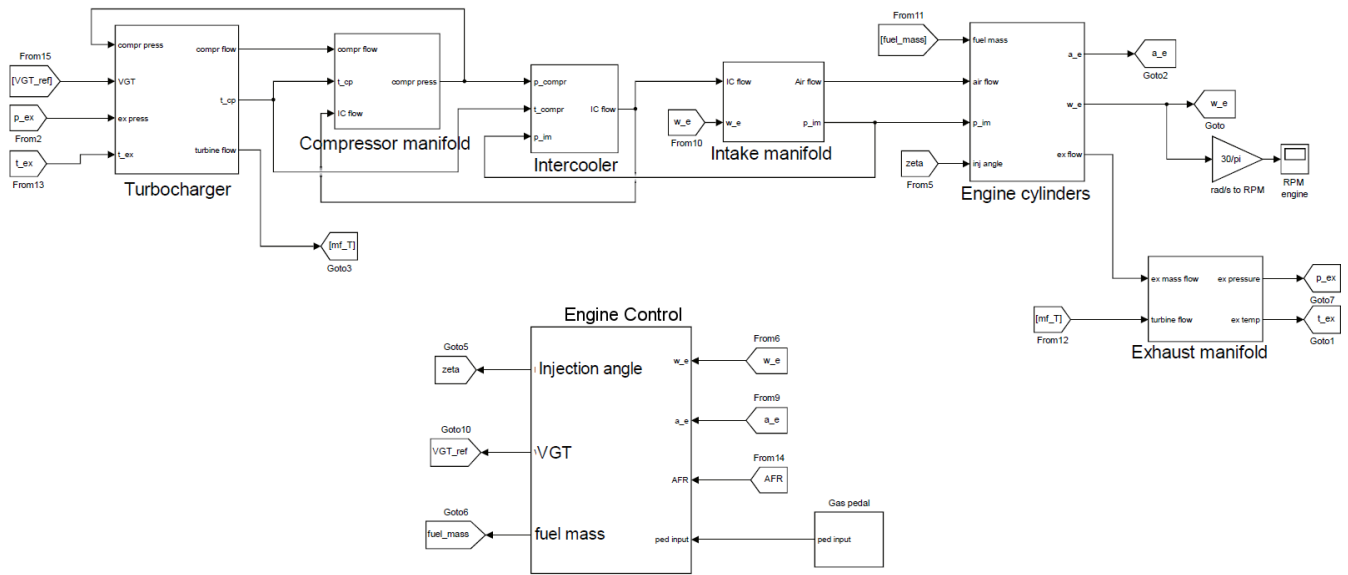 From15
[VGT_ref]
p_ex
From2
t_ex
From13
compr press
VGT
ex press
t_ex
compr flow
t_cp
turbine flow
Turbocharger
[mf_T]
Goto3
compr flow
t_cp
IC flow
compr press
Compressor manifold
p_compr
t_compr
p_im
IC flow
Intercooler
w_e
From10
IC flow
w_e
Air flow
p_im
Intake manifold
From11
[fuel_mass]
zeta
From5
fuel mass
air flow
p_im
inj angle
a_e
w_e
ex flow
Engine cylinders
a_e
Goto2
w_e
Goto
30/pi
rad/s to RPM
RPM
engine
[mf_T]
From12
ex mass flow
turbine flow
ex pressure
ex temp
Exhaust manifold
p_ex
Goto7
t_ex
Goto1
Engine Control
Goto5
zeta
Goto10
VGT_ref
Goto6
fuel_mass
Injection angle
VGT
fuel mass
w_e
a_e
AFR
ped input
From6
w_e
From9
a_e
From14
AFR
Gas pedal
ped input